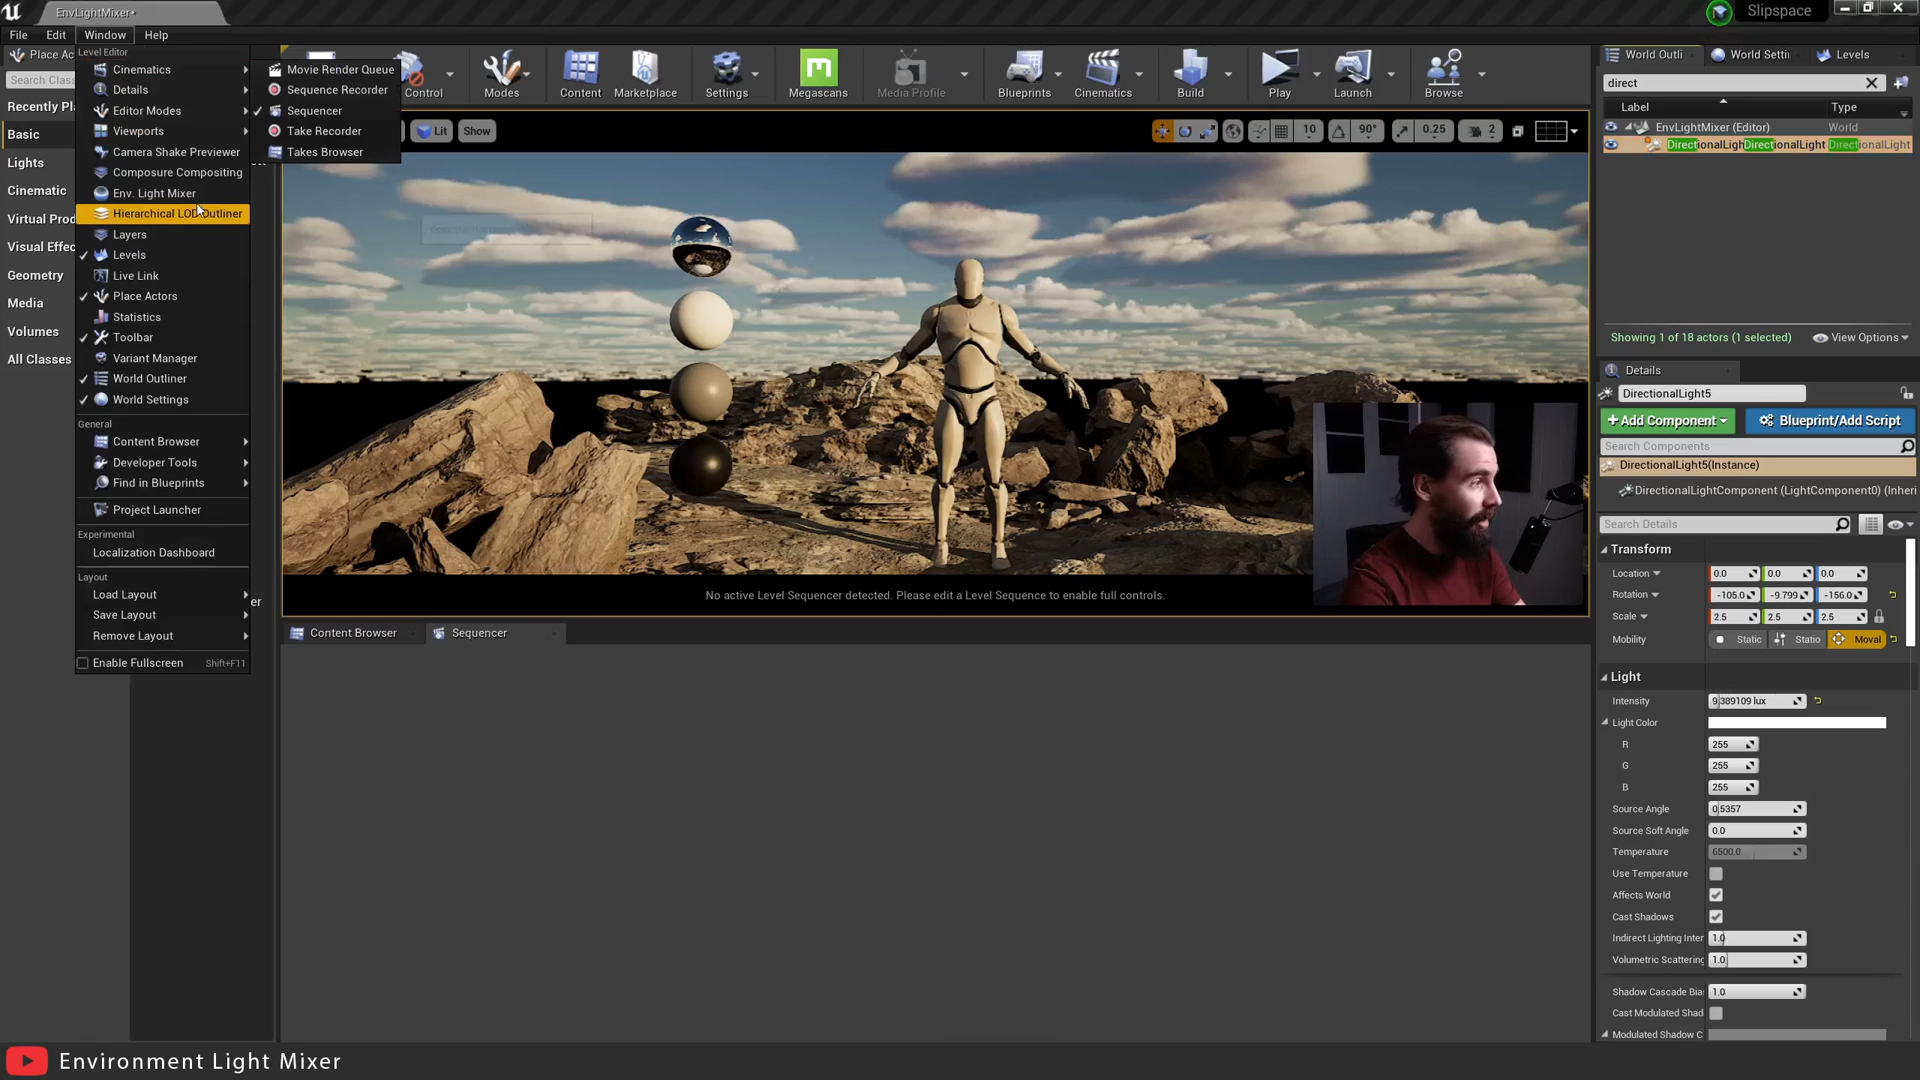 EnvLightMixer•
Slipspace
File Edit Window Help
Level Editor
Cinematics
Details
Editor Modes
Viewports
Camera Shake Previewer
Composure Compositing
Env. Light Mixer
Hierarchical LOD Outliner
Layers
Levels
Live Link
Place Actors
Statistics
Toolbar
Variant Manager
World Outliner
World Settings
General
Content Browser
Developer Tools
Find in Blueprints
Project Launcher
Experimental
Localization Dashboard
Layout
Load Layout
Save Layout
Remove Layout
Enable Fullscreen Shift+F11
Movie Render Queue
Sequence Recorder
Sequencer
Take Recorder
Takes Browser
Place Ac
Search Clas
Recently Pl
Basic
Lights
Cinematic
Virtual Prod
Visual Effec
Geometry
Media
Volumes
All Classes
er
Control
Modes
Content
Marketplace
Settings
Megascans
Media Profile
Blueprints
Cinematics
Build
Play
Launch
Browse
Lit
Show
10
90°
0.25
2
No active Level Sequencer detected. Please edit a Level Sequence to enable full controls.
Content Browser
Sequencer
World Outli
World Setti
Levels
direct
Label Type
EnvLightMixer (Editor) World
DirectionalLigh DirectionalLight DirectionalLight
Showing 1 of 18 actors (1 selected)
View Options
Details
DirectionalLight5
+Add Component
Blueprint/Add Script
Search Components
DirectionalLight5(Instance)
DirectionalLightComponent (LightComponent0) (Inheri
Search Details
Transform
Location 0.0 0.0 0.0
Rotation -105.0 -9.799 -156.0
Scale 2.5 2.5 2.5
Mobility Static Statio Moval
Light
Intensity 9.389109 lux
Light Color
R 255
G 255
B 255
Source Angle 0.5357
Source Soft Angle 0.0
Temperature 6500.0
Use Temperature
Affects World
Cast Shadows
Indirect Lighting Inter 1.0
Volumetric Scattering 1.0
Shadow Cascade Bias 1.0
Cast Modulated Shad
Modulated Shadow C
Environment Light Mixer